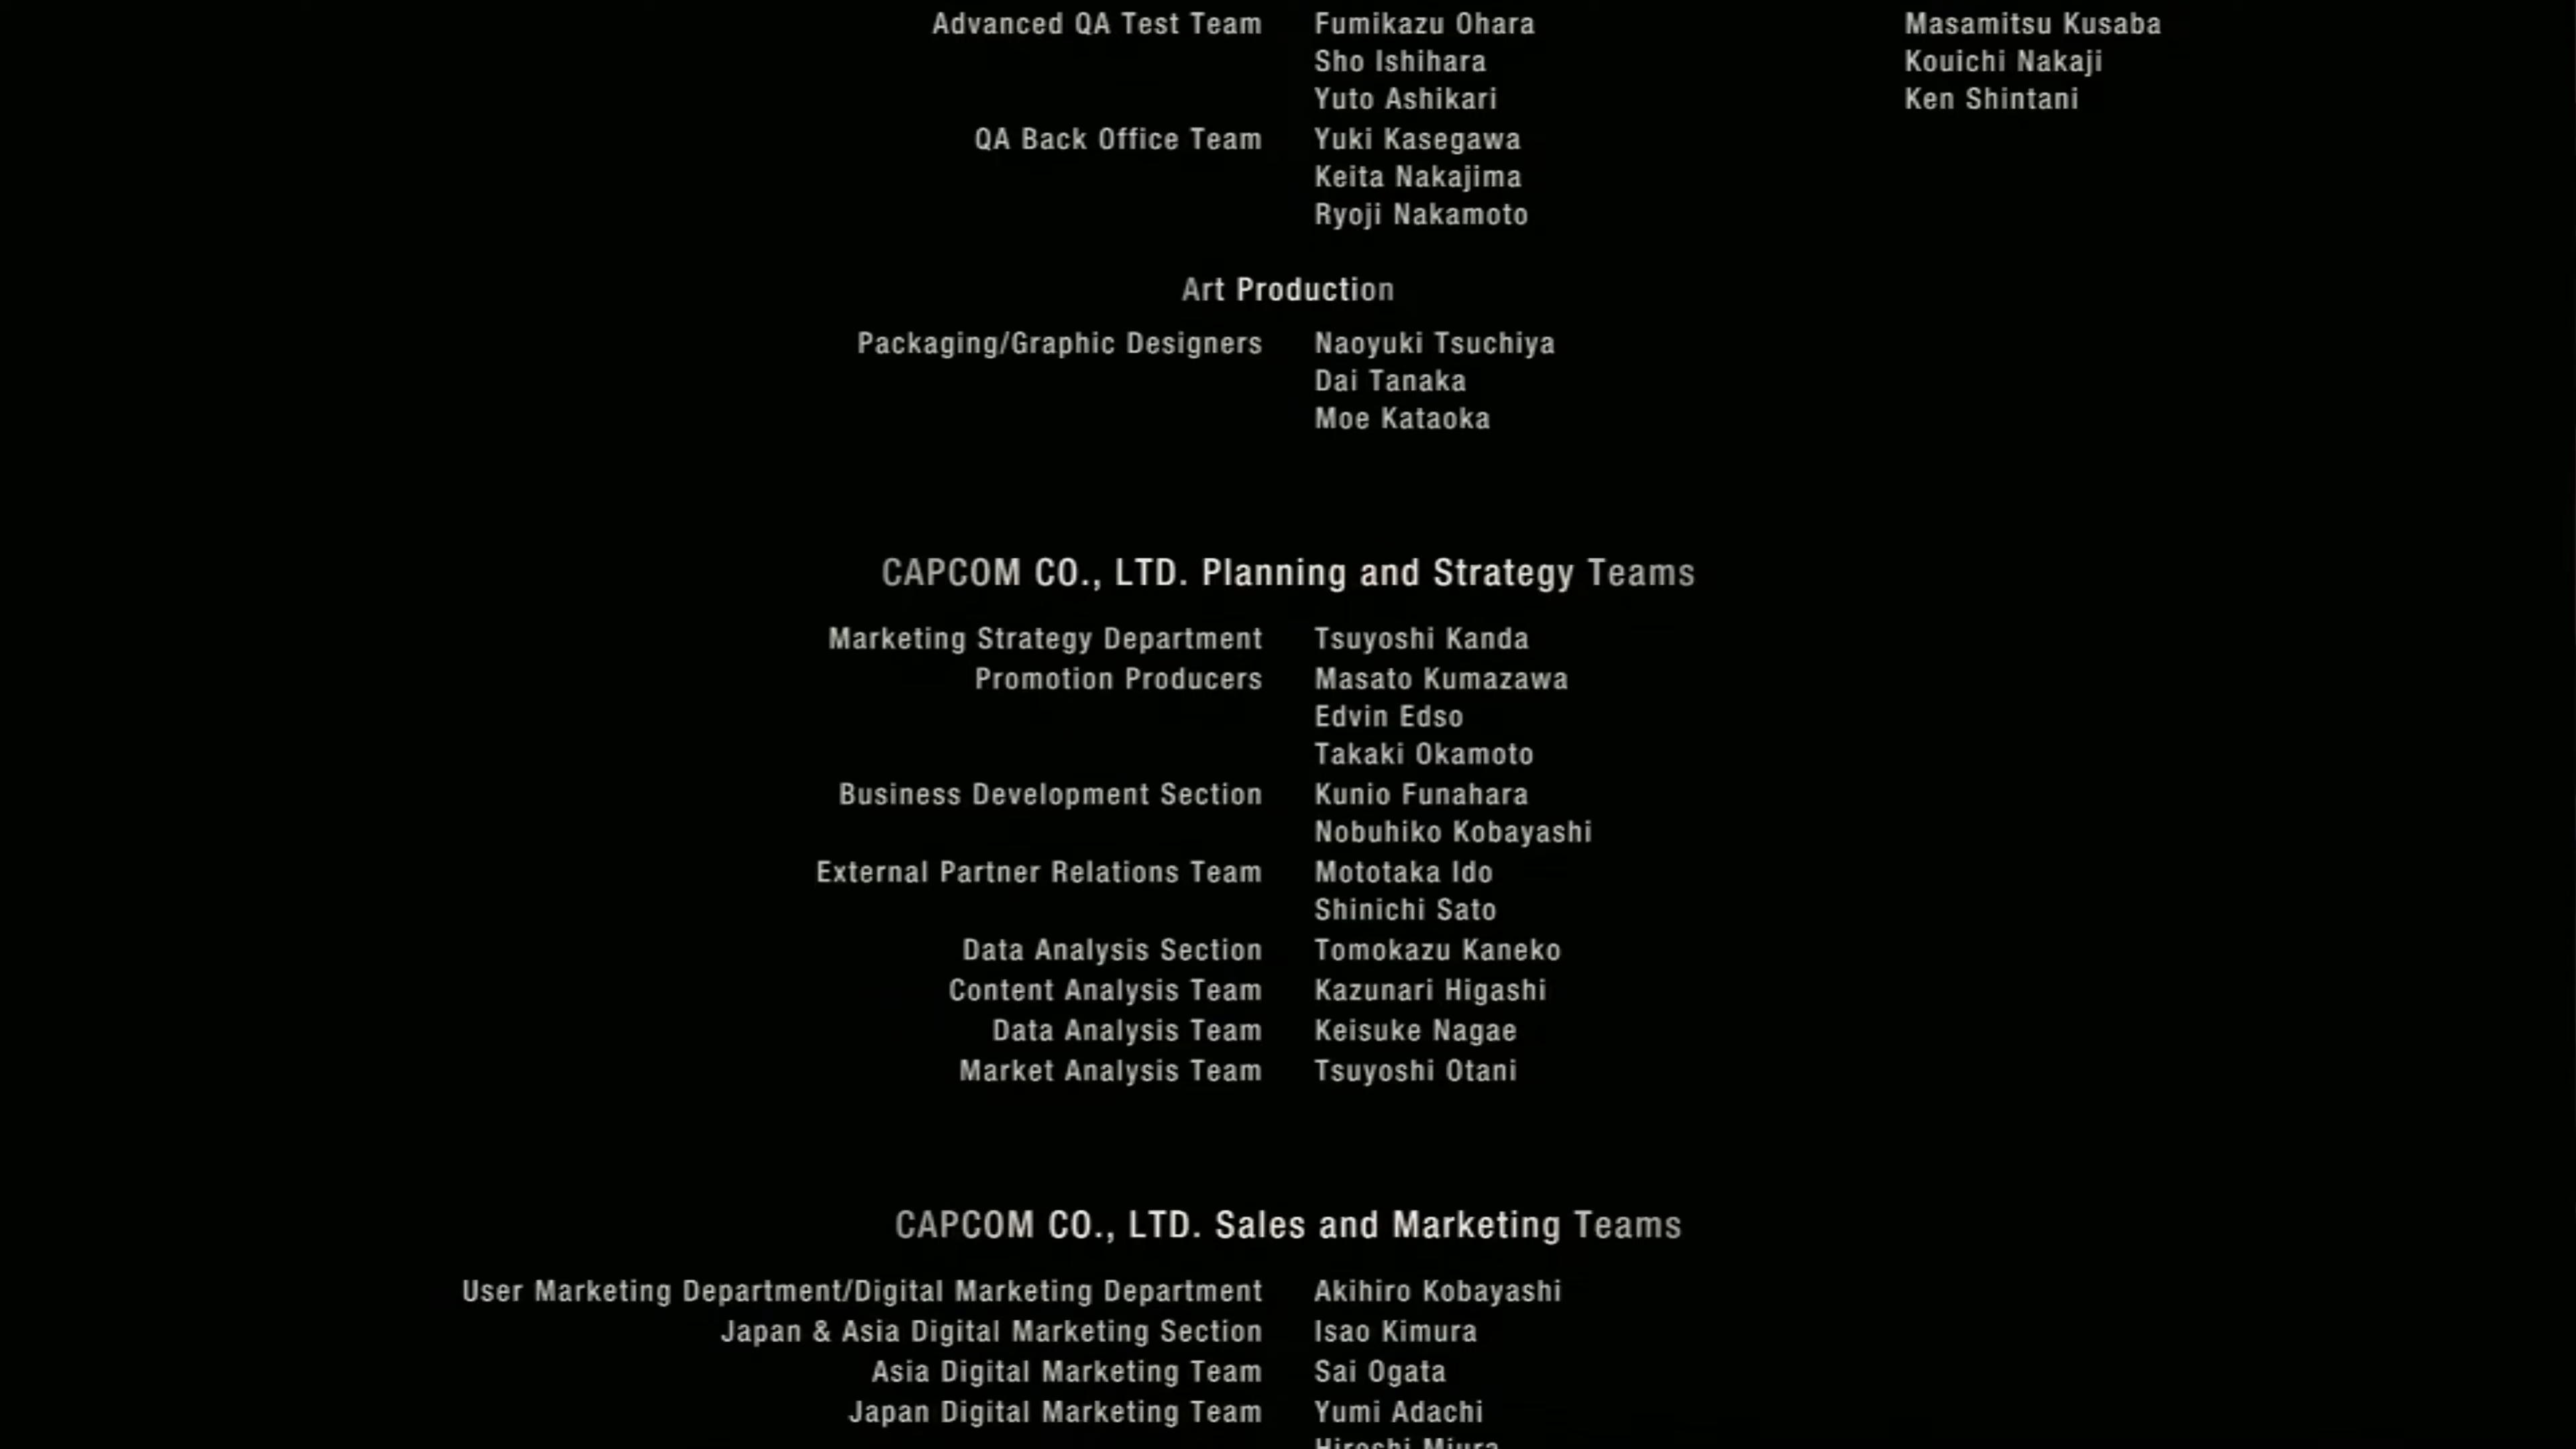 Advanced QA Test Team Fumikazu Ohara Masamitsu Kusaba
Sho Ishihara Kouichi Nakaji
Yuto Ashikari Ken Shintani
QA Back Office Team Yuki Kasegawa
Keita Nakajima
Ryoji Nakamoto
Art Production
Packaging/Graphic Designers Naoyuki Tsuchiya
Dai Tanaka
Moe Kataoka
CAPCOM CO., LTD. Planning and Strategy Teams
Marketing Strategy Department Tsuyoshi Kanda
Promotion Producers Masato Kumazawa
Edvin Edso
Takaki Okamoto
Business Development Section Kunio Funahara
Nobuhiko Kobayashi
External Partner Relations Team Mototaka Ido
Shinichi Sato
Data Analysis Section Tomokazu Kaneko
Content Analysis Team Kazunari Higashi
Data Analysis Team Keisuke Nagae
Market Analysis Team Tsuyoshi Otani
CAPCOM CO., LTD. Sales and Marketing Teams
User Marketing Department/Digital Marketing Department Akihiro Kobayashi
Japan & Asia Digital Marketing Section Isao Kimura
Asia Digital Marketing Team Sai Ogata
Japan Digital Marketing Team Yumi Adachi
Hiroshi Miura